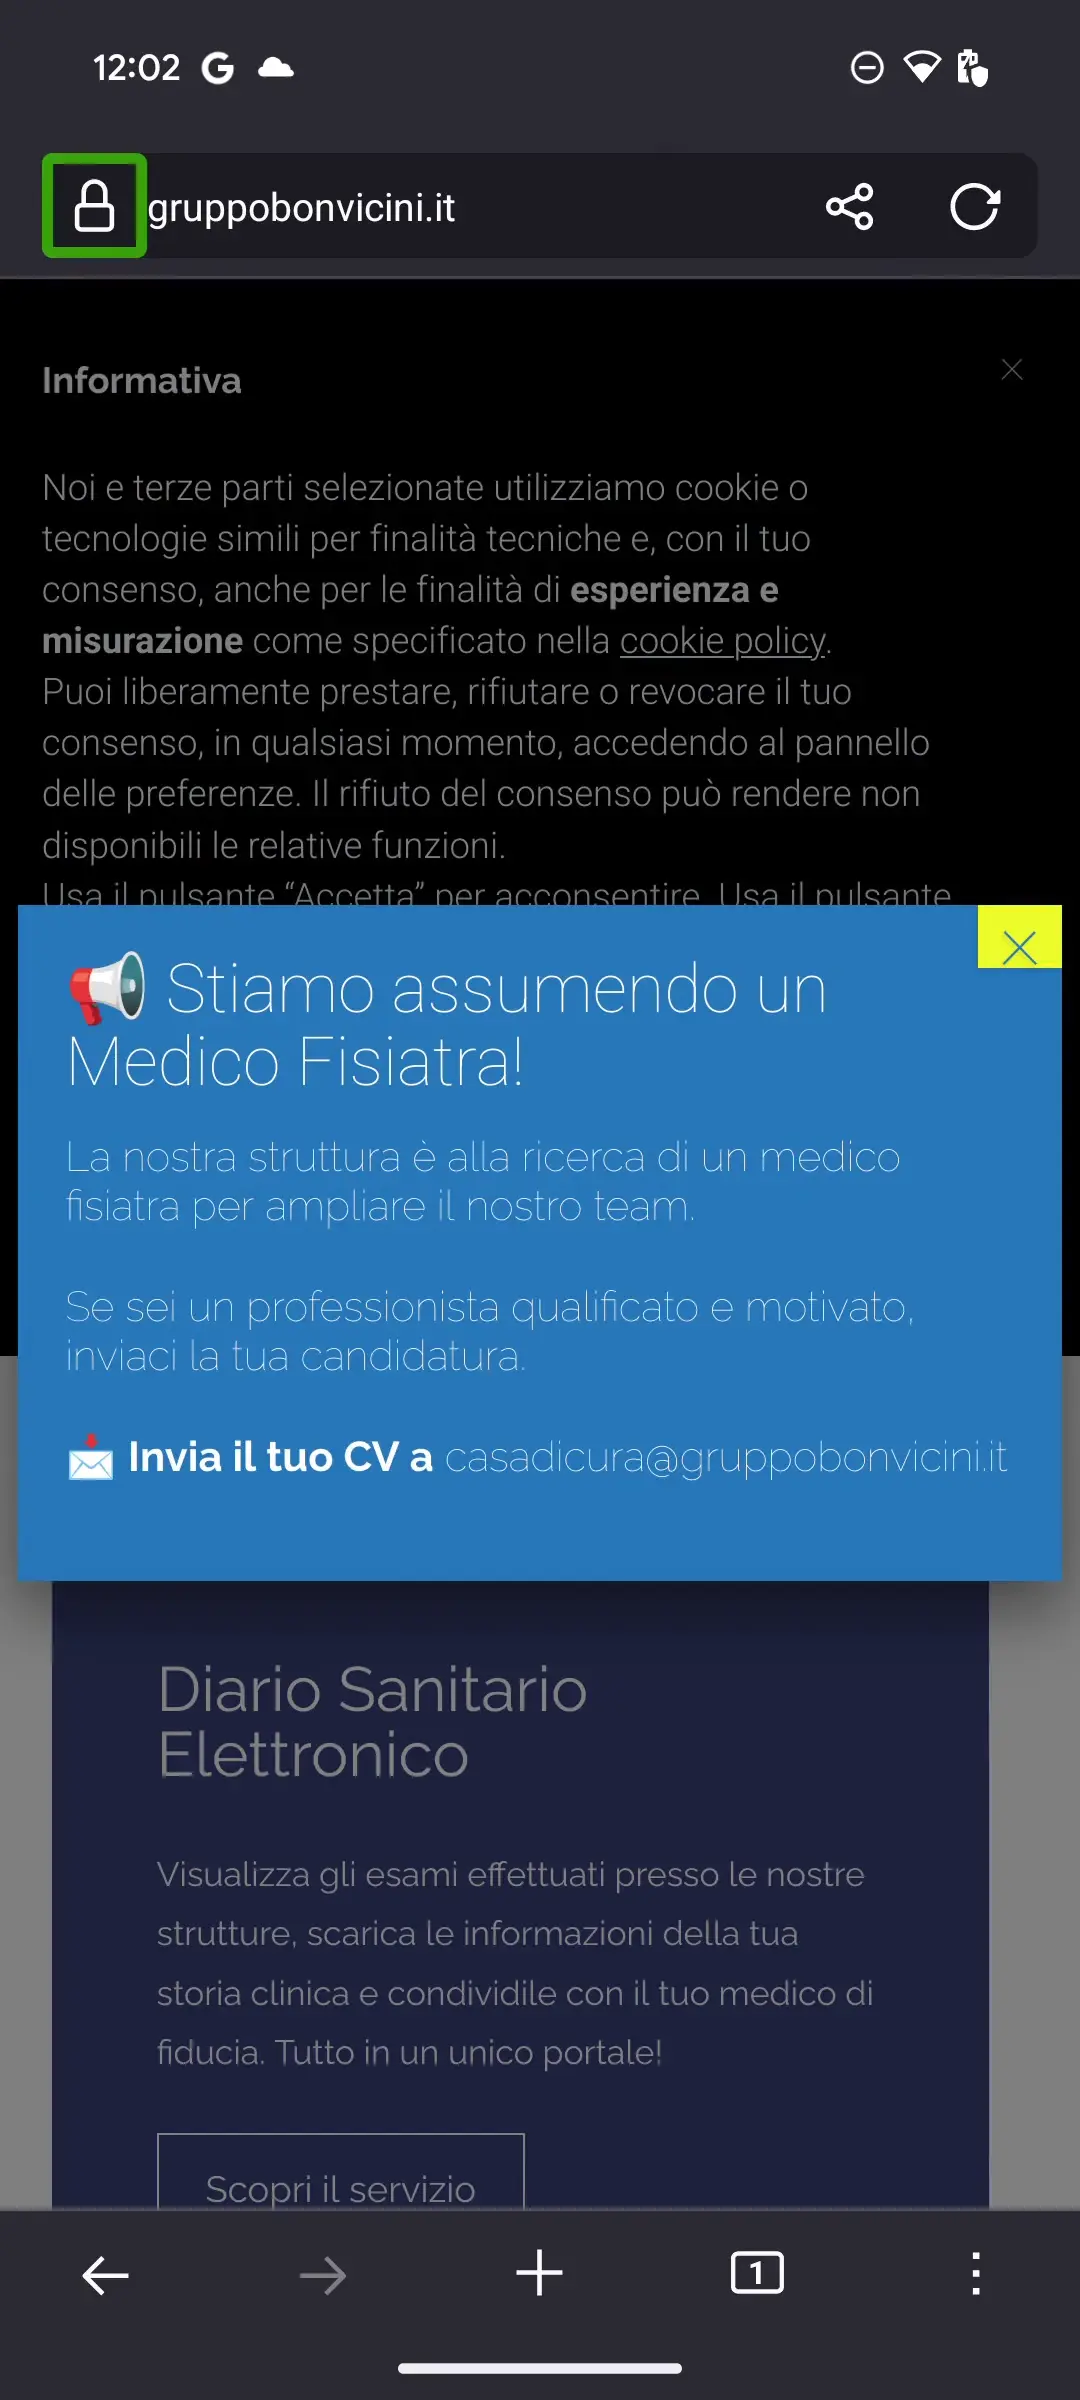 12:02
gruppobonvicini.it
Informativa
Noi e terze parti selezionate utilizziamo cookie o
tecnologie simili per finalità tecniche e, con il tuo
consenso, anche per le finalità di esperienza e
misurazione come specificato nella cookie policy.
Puoi liberamente prestare, rifiutare o revocare il tuo
consenso, in qualsiasi momento, accedendo al pannello
delle preferenze. Il rifiuto del consenso può rendere non
disponibili le relative funzioni.
Usa il pulsante “Accetta” per acconsentire. Usa il pulsante
📢 Stiamo assumendo un
Medico Fisiatra!
La nostra struttura è alla ricerca di un medico
fisiatra per ampliare il nostro team.
Se sei un professionista qualificato e motivato,
inviaci la tua candidatura.
📩 Invia il tuo CV a casadicura@gruppobonvicini.it
Diario Sanitario
Elettronico
Visualizza gli esami effettuati presso le nostre
strutture, scarica le informazioni della tua
storia clinica e condividile con il tuo medico di
fiducia. Tutto in un unico portale!
Scopri il servizio
1